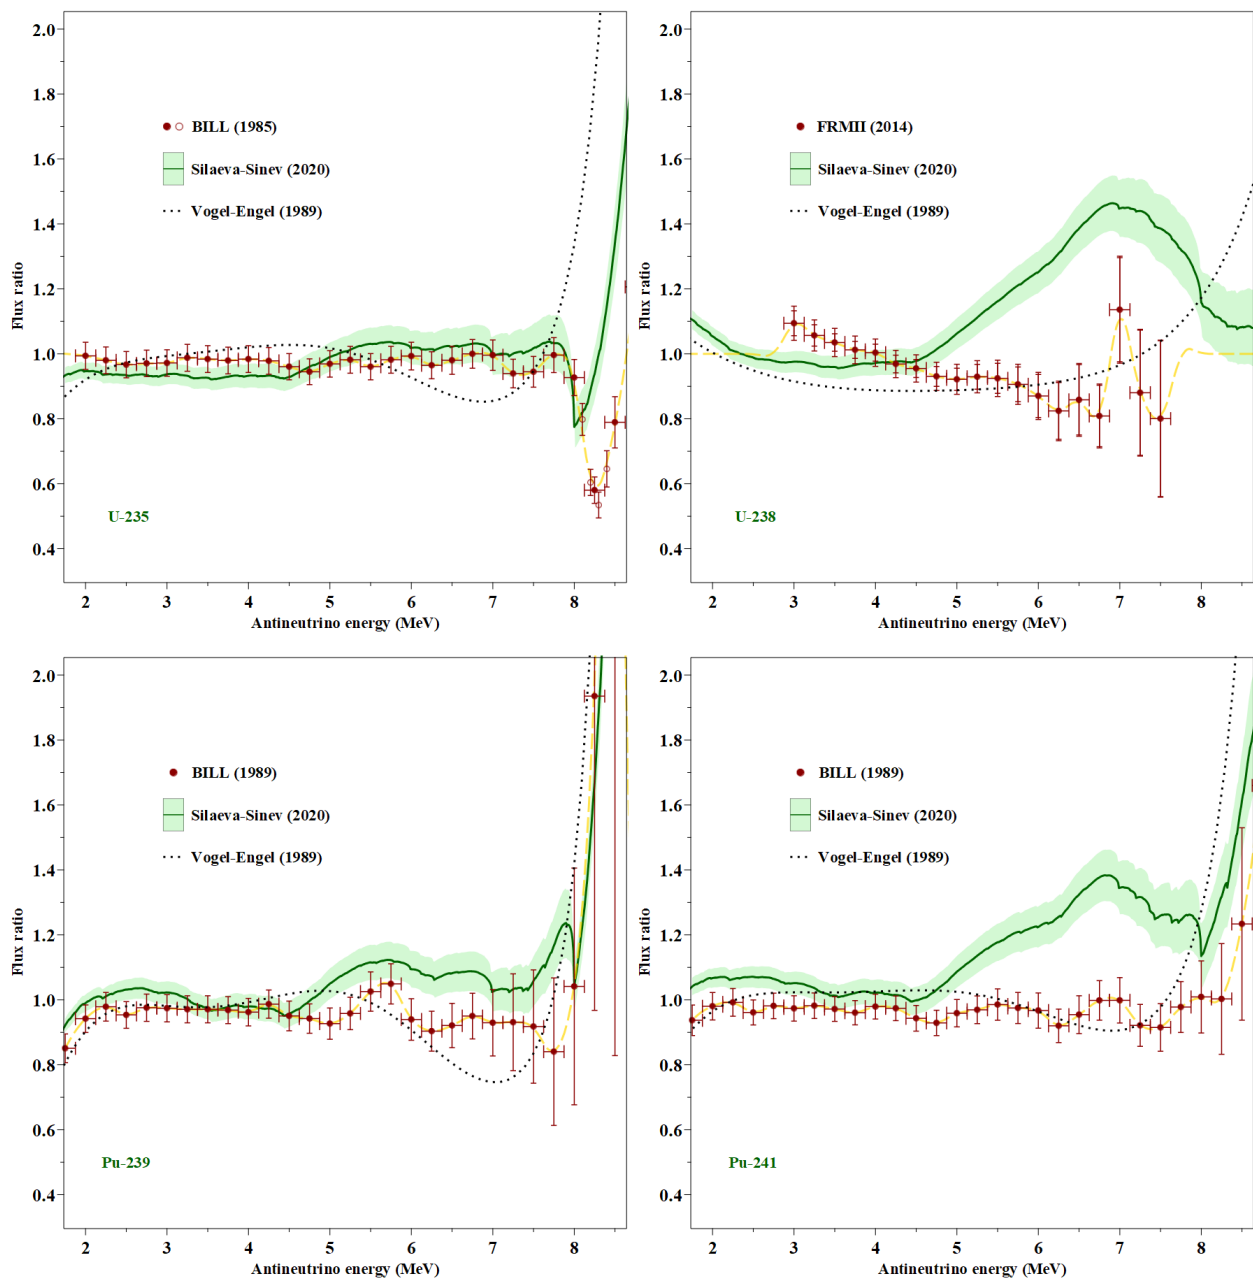 2.0
1.8
1.6
1.4
1.2
1.0
0.8
0.6
0.4
Flux ratio
BILL (1985)
Silaeva-Sinev (2020)
Vogel-Engel (1989)
U-235
2 3 4 5 6 7 8
Antineutrino energy (MeV)
2.0
1.8
1.6
1.4
1.2
1.0
0.8
0.6
0.4
Flux ratio
FRMII (2014)
Silaeva-Sinev (2020)
Vogel-Engel (1989)
U-238
2 3 4 5 6 7 8
Antineutrino energy (MeV)
2.0
1.8
1.6
1.4
1.2
1.0
0.8
0.6
0.4
Flux ratio
BILL (1989)
Silaeva-Sinev (2020)
Vogel-Engel (1989)
Pu-239
2 3 4 5 6 7 8
Antineutrino energy (MeV)
2.0
1.8
1.6
1.4
1.2
1.0
0.8
0.6
0.4
Flux ratio
BILL (1989)
Silaeva-Sinev (2020)
Vogel-Engel (1989)
Pu-241
2 3 4 5 6 7 8
Antineutrino energy (MeV)